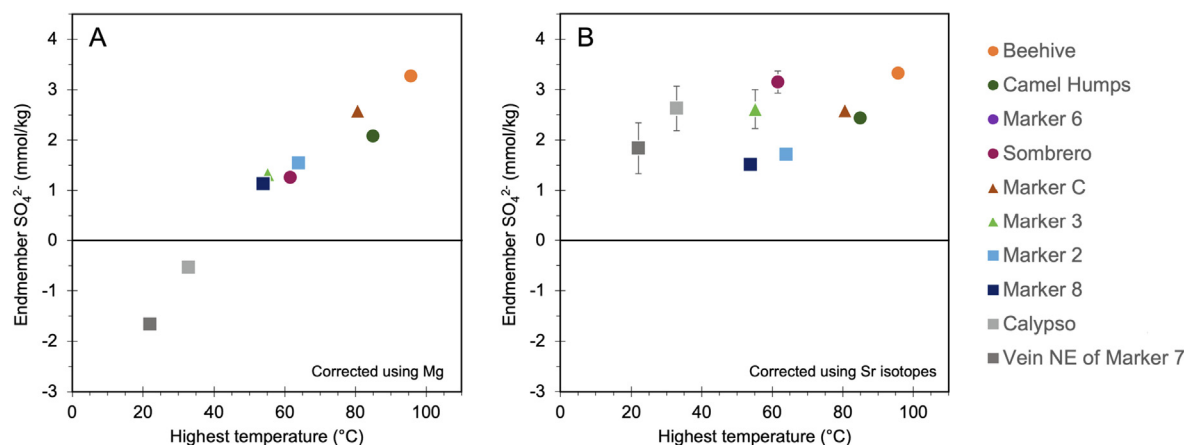 A
4
3
2
1
0
-1
-2
-3
Endmember SO₄²⁻ (mmol/kg)
Corrected using Mg
0 20 40 60 80 100
Highest temperature (°C)
B
4
3
2
1
0
-1
-2
-3
Endmember SO₄²⁻ (mmol/kg)
Corrected using Sr isotopes
0 20 40 60 80 100
Highest temperature (°C)
Beehive
Camel Humps
Marker 6
Sombrero
Marker C
Marker 3
Marker 2
Marker 8
Calypso
Vein NE of Marker 7